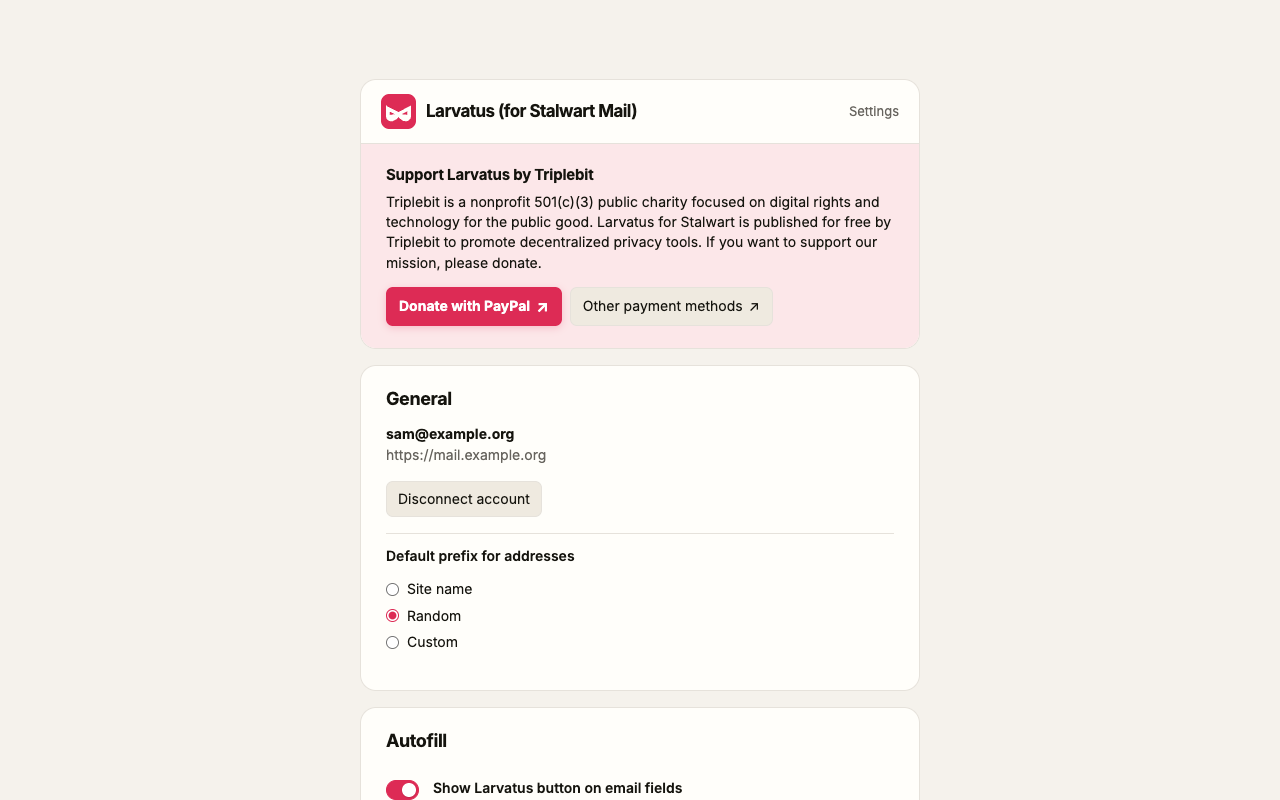 Larvatus (for Stalwart Mail)
Settings
Support Larvatus by Triplebit
Triplebit is a nonprofit 501(c)(3) public charity focused on digital rights and
technology for the public good. Larvatus for Stalwart is published for free by
Triplebit to promote decentralized privacy tools. If you want to support our
mission, please donate.
Donate with PayPal
Other payment methods
General
sam@example.org
https://mail.example.org
Disconnect account
Default prefix for addresses
Site name
Random
Custom
Autofill
Show Larvatus button on email fields